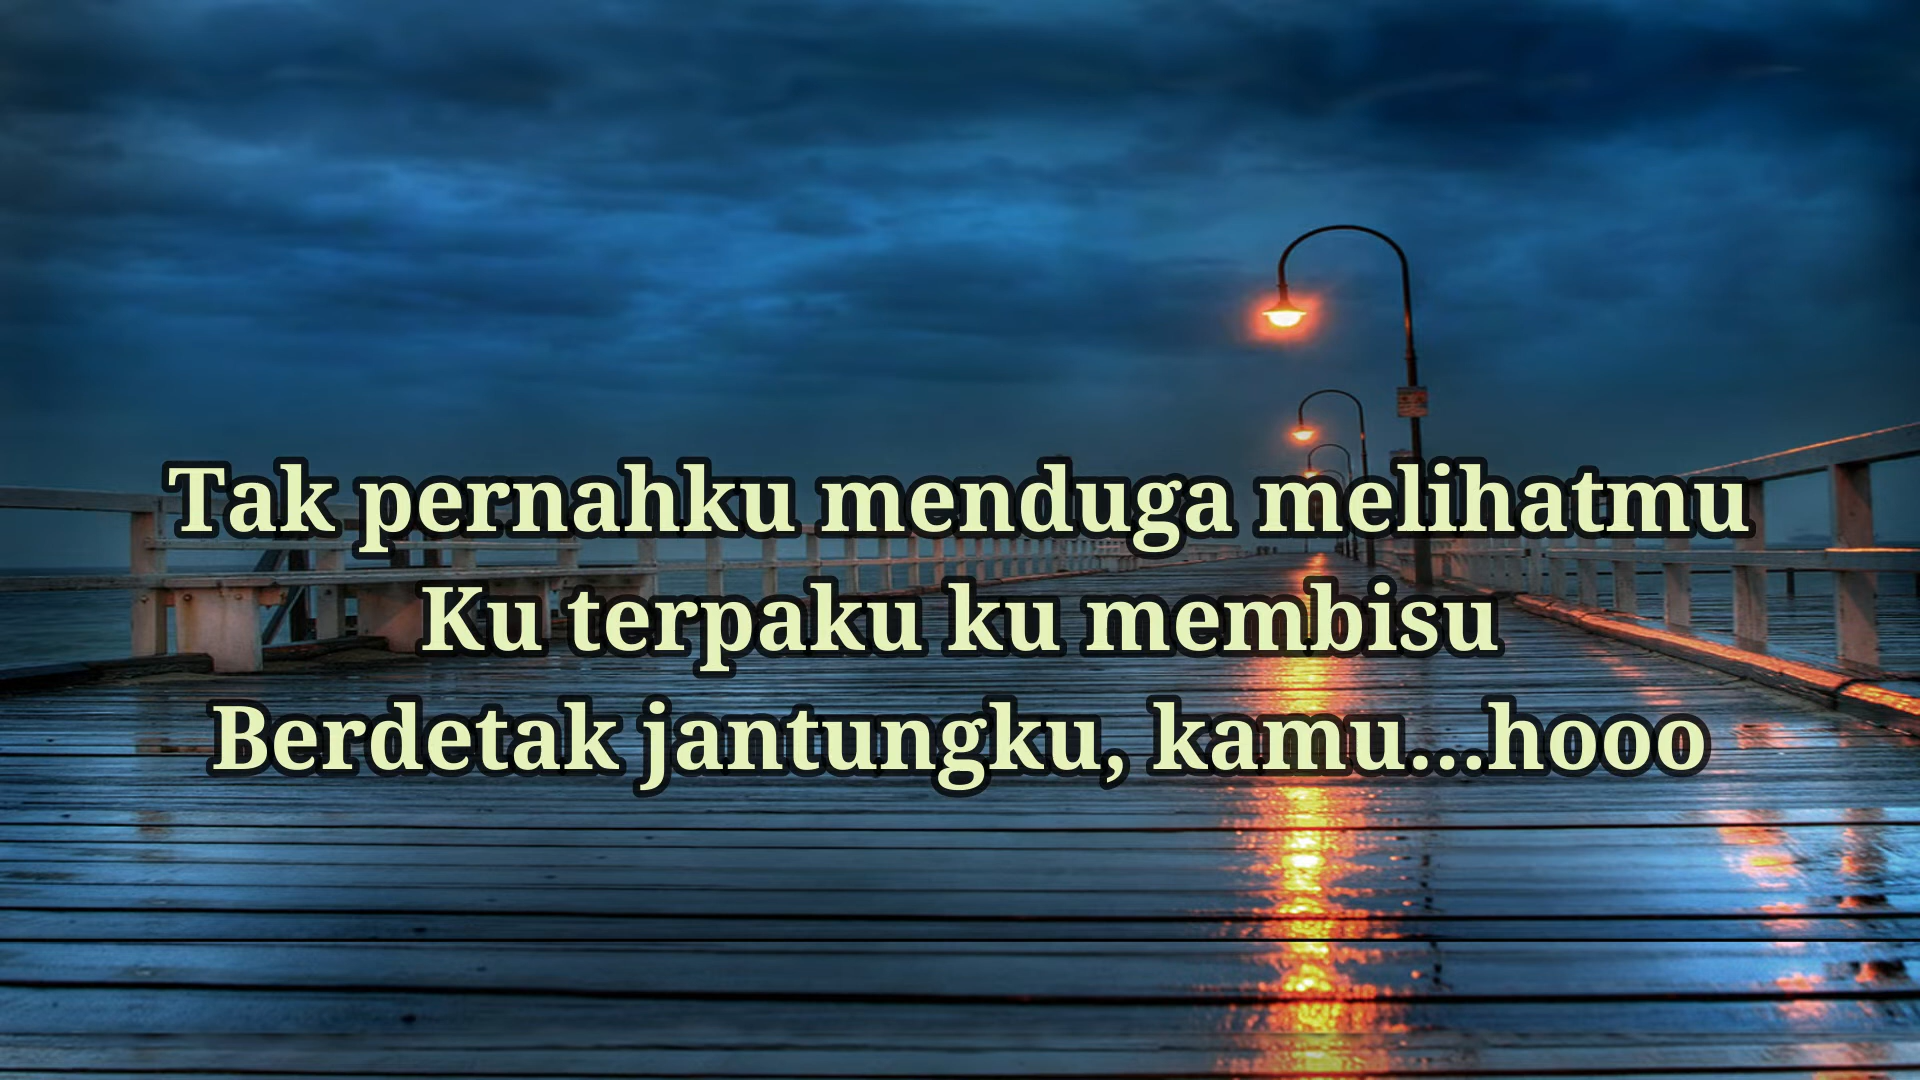 Tak pernahku menduga melihatmu
Ku terpaku ku membisu
Berdetak jantungku, kamu...hooo